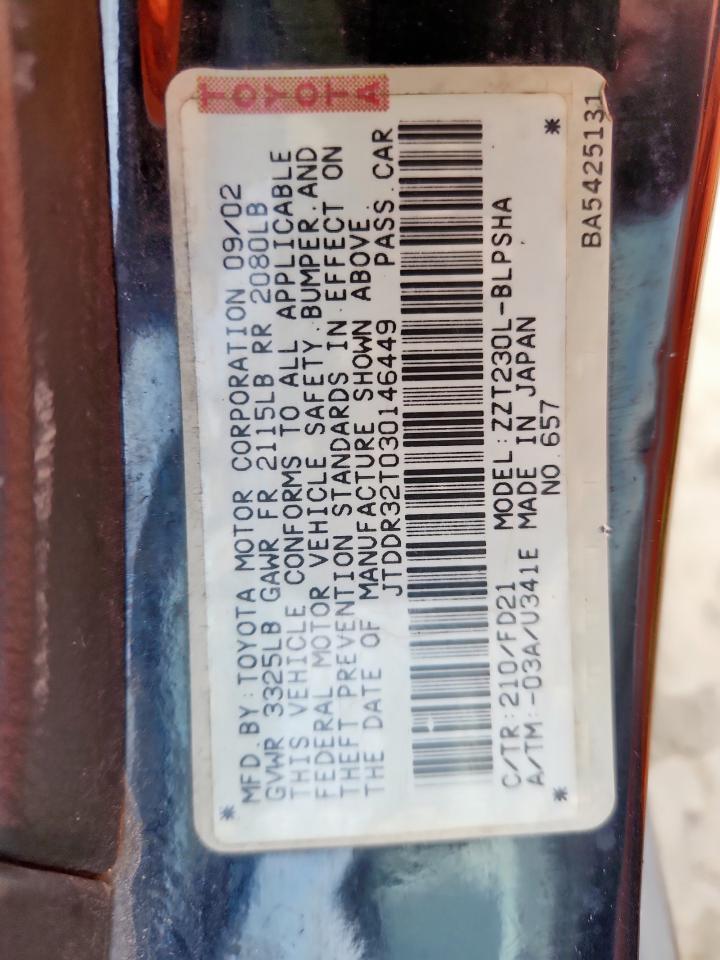 TOYOTA
MFD. BY: TOYOTA MOTOR CORPORATION 09/02
GVWR 3325LB GAWR FR 2115LB RR 2080LB
THIS VEHICLE CONFORMS TO ALL APPLICABLE
FEDERAL MOTOR VEHICLE SAFETY. BUMPER. AND
THEFT PREVENTION STANDARDS IN EFFECT ON
THE DATE OF MANUFACTURE SHOWN ABOVE.
JTDDR32T030146449 PASS. CAR
C/TR:210/FD21 MODEL:ZZT230L-BLPSHA
A/TM:-03A/U341E MADE IN JAPAN
NO.657
BA5425131